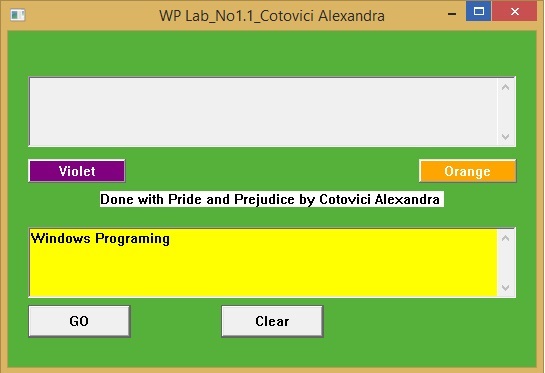 WP Lab_No1.1_Cotovici Alexandra
Violet
Orange
Done with Pride and Prejudice by Cotovici Alexandra
Windows Programing
GO
Clear